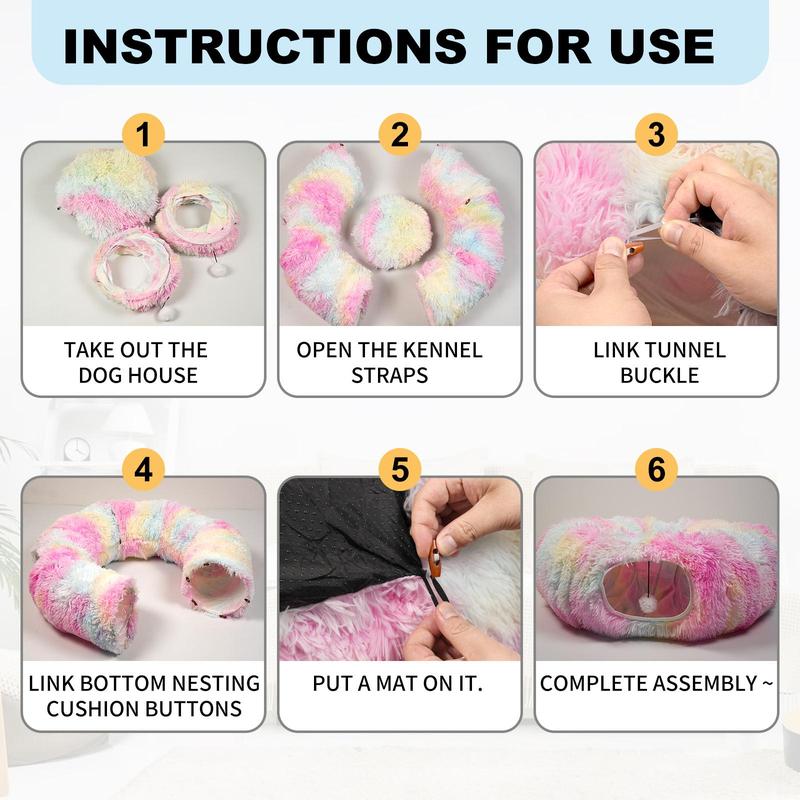 INSTRUCTIONS FOR USE
1
2
3
TAKE OUT THE
DOG HOUSE
OPEN THE KENNEL
STRAPS
LINK TUNNEL
BUCKLE
4
5
6
LINK BOTTOM NESTING
CUSHION BUTTONS
PUT A MAT ON IT.
COMPLETE ASSEMBLY ~